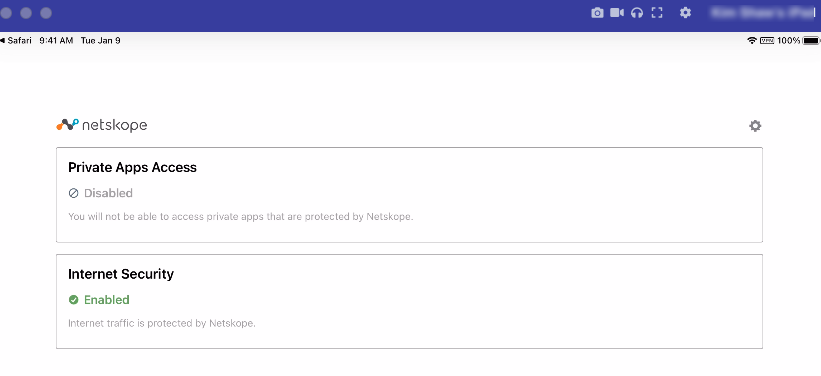 Safari 9:41 AM Tue Jan 9 VPN 100%
netskope
Private Apps Access
Disabled
You will not be able to access private apps that are protected by Netskope.
Internet Security
Enabled
Internet traffic is protected by Netskope.